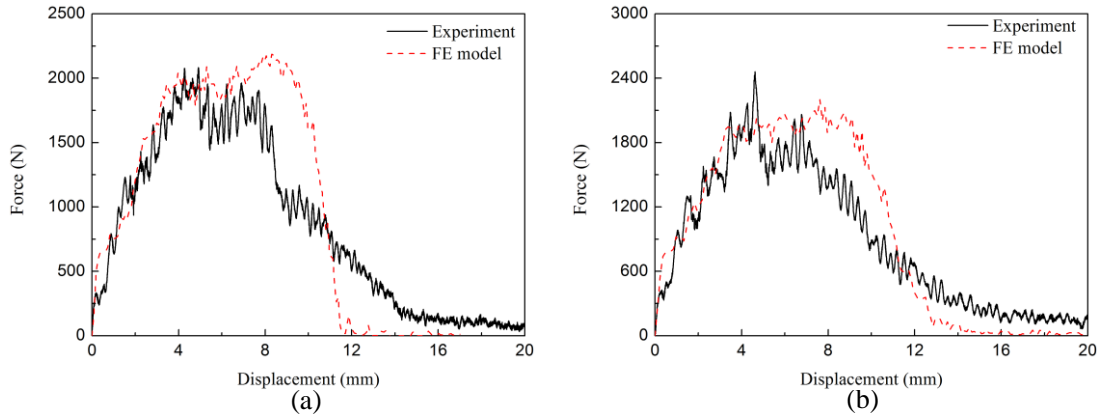 2500
2000
1500
1000
500
0
Force (N)
Experiment
FE model
0 4 8 12 16 20
Displacement (mm)
(a)
3000
2400
1800
1200
600
0
Force (N)
Experiment
FE model
0 4 8 12 16 20
Displacement (mm)
(b)